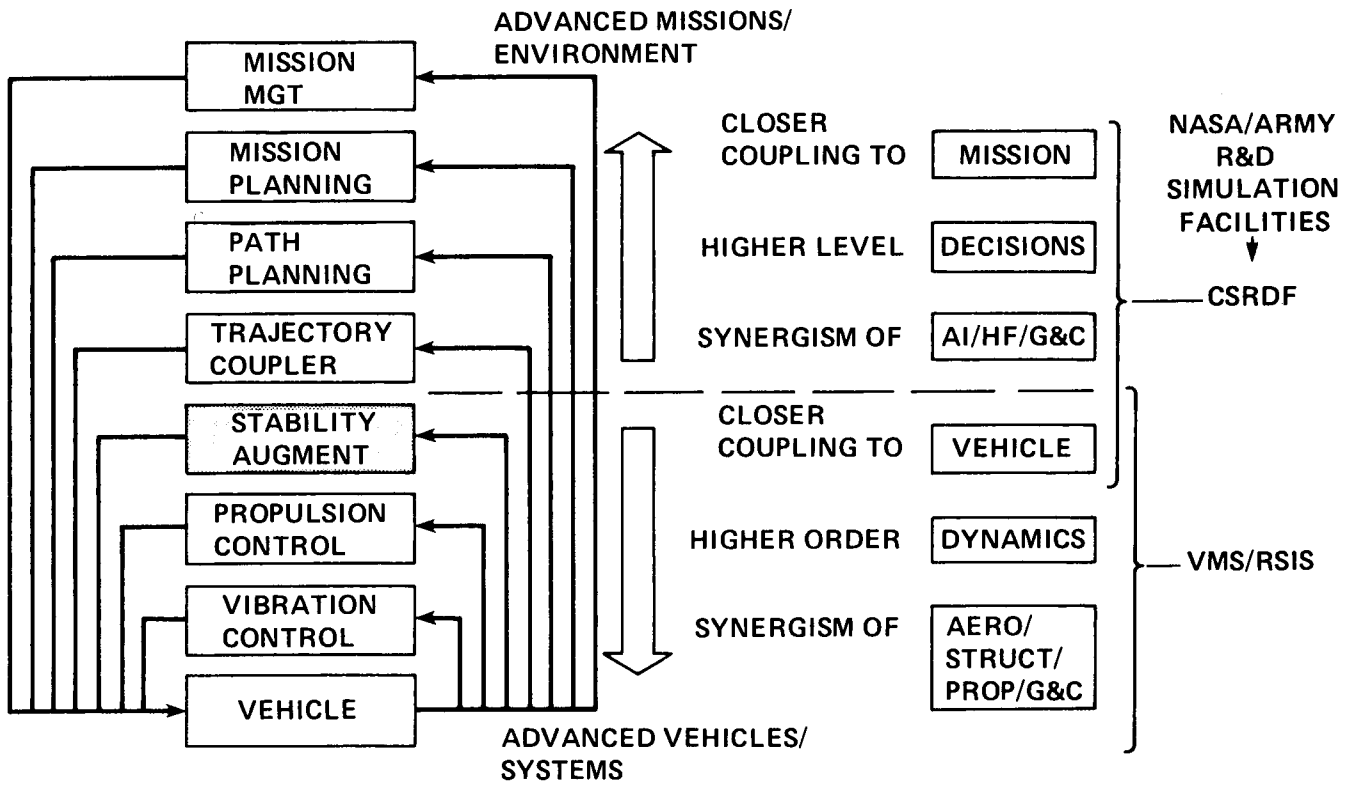 ADVANCED MISSIONS/
ENVIRONMENT
MISSION
MGT
MISSION
PLANNING
PATH
PLANNING
TRAJECTORY
COUPLER
STABILITY
AUGMENT
PROPULSION
CONTROL
VIBRATION
CONTROL
VEHICLE
ADVANCED VEHICLES/
SYSTEMS
CLOSER
COUPLING TO
MISSION
HIGHER LEVEL
DECISIONS
SYNERGISM OF
AI/HF/G&C
CLOSER
COUPLING TO
VEHICLE
HIGHER ORDER
DYNAMICS
SYNERGISM OF
AERO/
STRUCT/
PROP/G&C
NASA/ARMY
R&D
SIMULATION
FACILITIES
CSRDF
VMS/RSIS